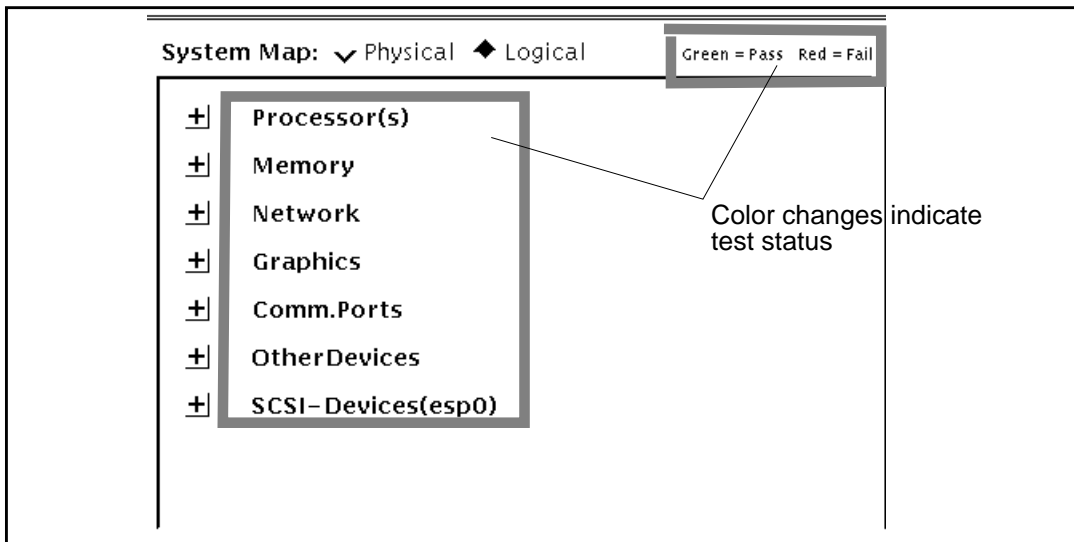 System Map: Physical Logical
Green = Pass Red = Fail
Processor(s)
Memory
Network
Graphics
Comm.Ports
OtherDevices
SCSI-Devices(esp0)
Color changes indicate
test status